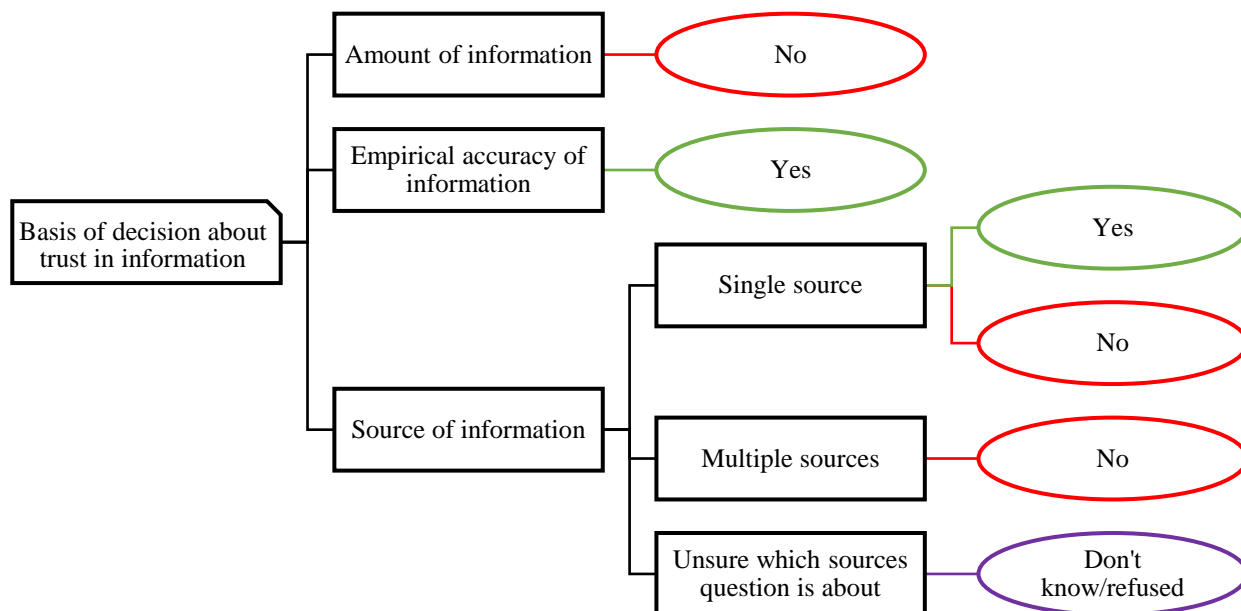 Amount of information
No
Empirical accuracy of
information
Yes
Basis of decision about
trust in information
Single source
Yes
No
Source of information
Multiple sources
No
Unsure which sources
question is about
Don't
know/refused